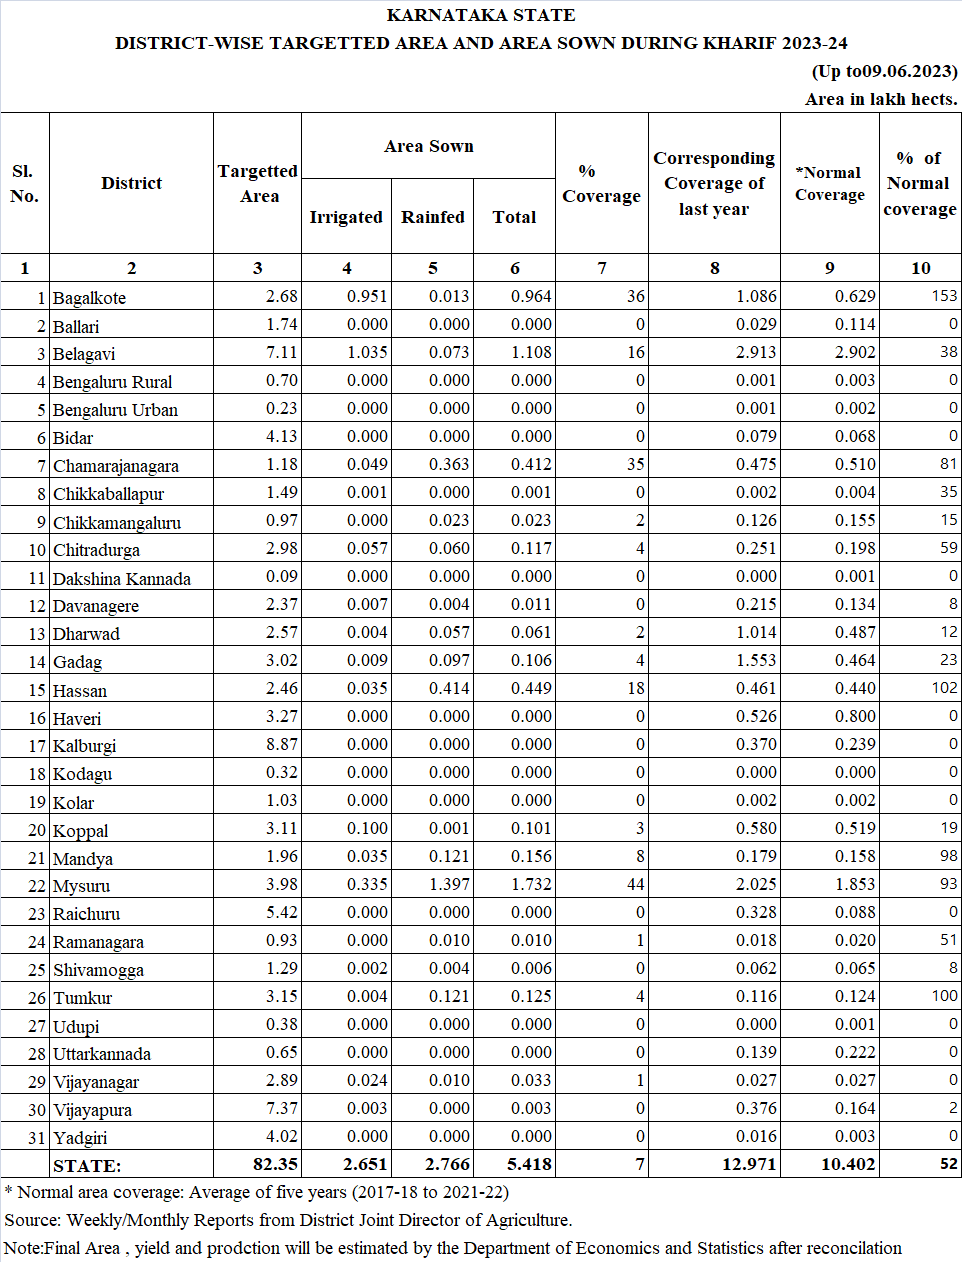 KARNATAKA STATE
DISTRICT-WISE TARGETTED AREA AND AREA SOWN DURING KHARIF 2023-24
(Up to09.06.2023)
Area in lakh hects.
Sl. No. District Targetted Area Area Sown % Coverage Corresponding Coverage of last year *Normal Coverage % of Normal coverage
Irrigated Rainfed Total
1 2 3 4 5 6 7 8 9 10
1 Bagalkote 2.68 0.951 0.013 0.964 36 1.086 0.629 153
2 Ballari 1.74 0.000 0.000 0.000 0 0.029 0.114 0
3 Belagavi 7.11 1.035 0.073 1.108 16 2.913 2.902 38
4 Bengaluru Rural 0.70 0.000 0.000 0.000 0 0.001 0.003 0
5 Bengaluru Urban 0.23 0.000 0.000 0.000 0 0.001 0.002 0
6 Bidar 4.13 0.000 0.000 0.000 0 0.079 0.068 0
7 Chamarajanagara 1.18 0.049 0.363 0.412 35 0.475 0.510 81
8 Chikkaballapur 1.49 0.001 0.000 0.001 0 0.002 0.004 35
9 Chikkamangaluru 0.97 0.000 0.023 0.023 2 0.126 0.155 15
10 Chitradurga 2.98 0.057 0.060 0.117 4 0.251 0.198 59
11 Dakshina Kannada 0.09 0.000 0.000 0.000 0 0.000 0.001 0
12 Davanagere 2.37 0.007 0.004 0.011 0 0.215 0.134 8
13 Dharwad 2.57 0.004 0.057 0.061 2 1.014 0.487 12
14 Gadag 3.02 0.009 0.097 0.106 4 1.553 0.464 23
15 Hassan 2.46 0.035 0.414 0.449 18 0.461 0.440 102
16 Haveri 3.27 0.000 0.000 0.000 0 0.526 0.800 0
17 Kalburgi 8.87 0.000 0.000 0.000 0 0.370 0.239 0
18 Kodagu 0.32 0.000 0.000 0.000 0 0.000 0.000 0
19 Kolar 1.03 0.000 0.000 0.000 0 0.002 0.002 0
20 Koppal 3.11 0.100 0.001 0.101 3 0.580 0.519 19
21 Mandya 1.96 0.035 0.121 0.156 8 0.179 0.158 98
22 Mysuru 3.98 0.335 1.397 1.732 44 2.025 1.853 93
23 Raichuru 5.42 0.000 0.000 0.000 0 0.328 0.088 0
24 Ramanagara 0.93 0.000 0.010 0.010 1 0.018 0.020 51
25 Shivamogga 1.29 0.002 0.004 0.006 0 0.062 0.065 8
26 Tumkur 3.15 0.004 0.121 0.125 4 0.116 0.124 100
27 Udupi 0.38 0.000 0.000 0.000 0 0.000 0.001 0
28 Uttarkannada 0.65 0.000 0.000 0.000 0 0.139 0.222 0
29 Vijayanagar 2.89 0.024 0.010 0.033 1 0.027 0.027 0
30 Vijayapura 7.37 0.003 0.000 0.003 0 0.376 0.164 2
31 Yadgiri 4.02 0.000 0.000 0.000 0 0.016 0.003 0
STATE: 82.35 2.651 2.766 5.418 7 12.971 10.402 52
* Normal area coverage: Average of five years (2017-18 to 2021-22)
Source: Weekly/Monthly Reports from District Joint Director of Agriculture.
Note:Final Area , yield and prodction will be estimated by the Department of Economics and Statistics after reconcilation